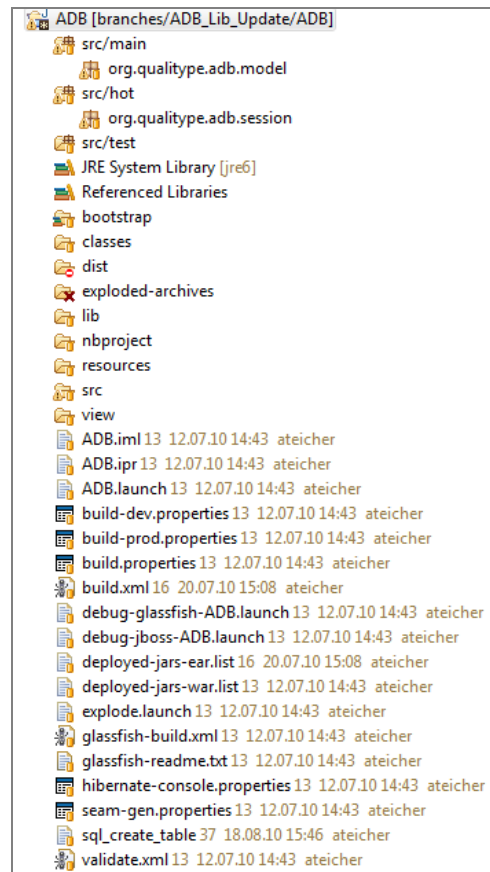 ADB [branches/ADB_Lib_Update/ADB]
src/main
org.qualitype.adb.model
src/hot
org.qualitype.adb.session
src/test
JRE System Library [jre6]
Referenced Libraries
bootstrap
classes
dist
exploded-archives
lib
nbproject
resources
src
view
ADB.iml 13 12.07.10 14:43 ateicher
ADB.ipr 13 12.07.10 14:43 ateicher
ADB.launch 13 12.07.10 14:43 ateicher
build-dev.properties 13 12.07.10 14:43 ateicher
build-prod.properties 13 12.07.10 14:43 ateicher
build.properties 13 12.07.10 14:43 ateicher
build.xml 16 20.07.10 15:08 ateicher
debug-glassfish-ADB.launch 13 12.07.10 14:43 ateicher
debug-jboss-ADB.launch 13 12.07.10 14:43 ateicher
deployed-jars-ear.list 16 20.07.10 15:08 ateicher
deployed-jars-war.list 13 12.07.10 14:43 ateicher
explode.launch 13 12.07.10 14:43 ateicher
glassfish-build.xml 13 12.07.10 14:43 ateicher
glassfish-readme.txt 13 12.07.10 14:43 ateicher
hibernate-console.properties 13 12.07.10 14:43 ateicher
seam-gen.properties 13 12.07.10 14:43 ateicher
sql_create_table 37 18.08.10 15:46 ateicher
validate.xml 13 12.07.10 14:43 ateicher